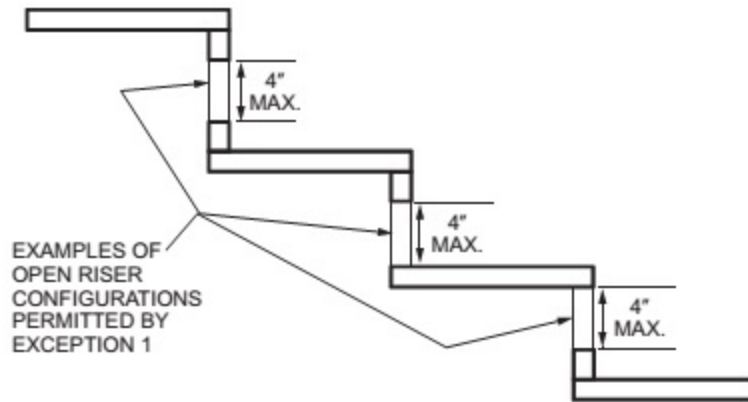 4″
MAX.
4″
MAX.
EXAMPLES OF
OPEN RISER
CONFIGURATIONS
PERMITTED BY
EXCEPTION 1
4″
MAX.